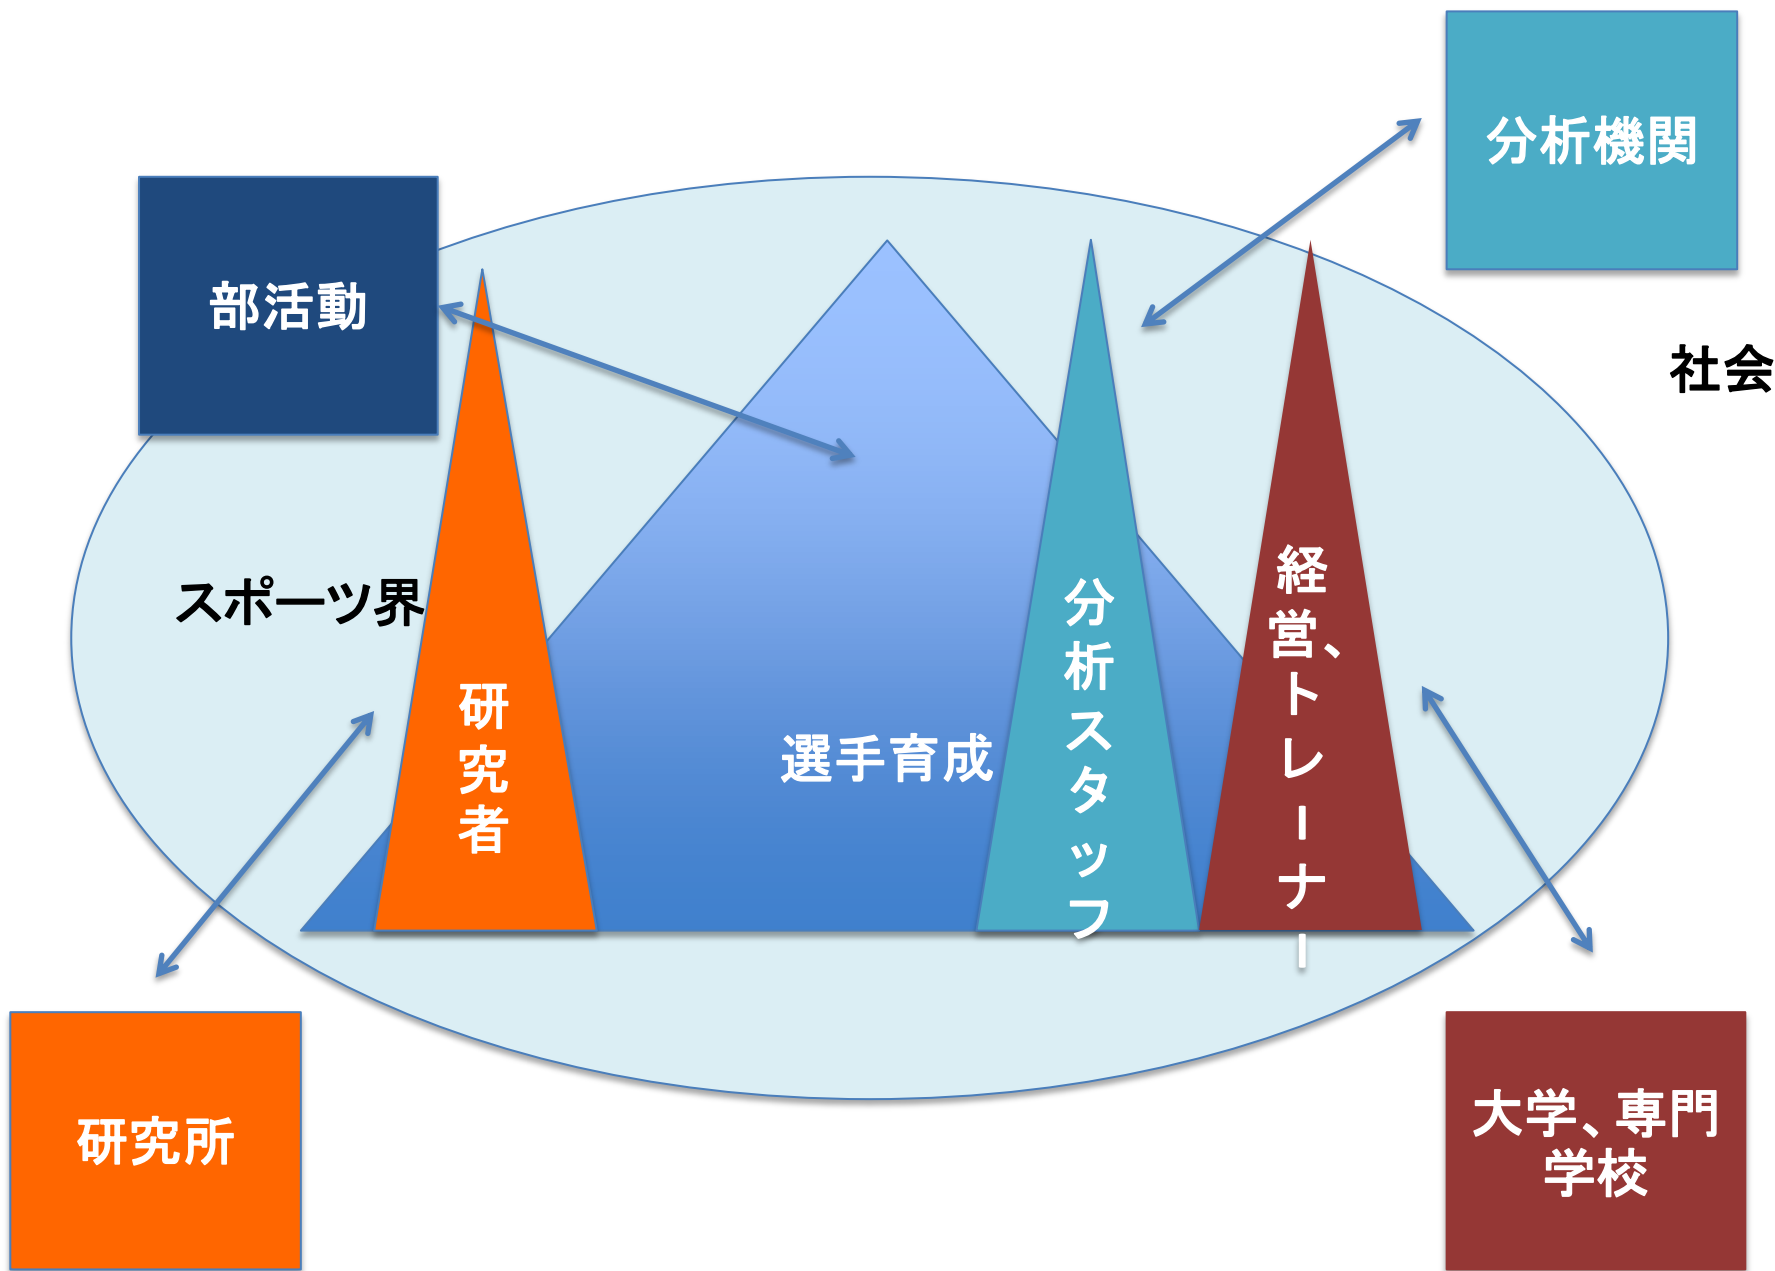 分析機関
部活動
社会
スポーツ界
研究者
選手育成
分析スタッフ
経営、トレーナー
研究所
大学、専門
学校